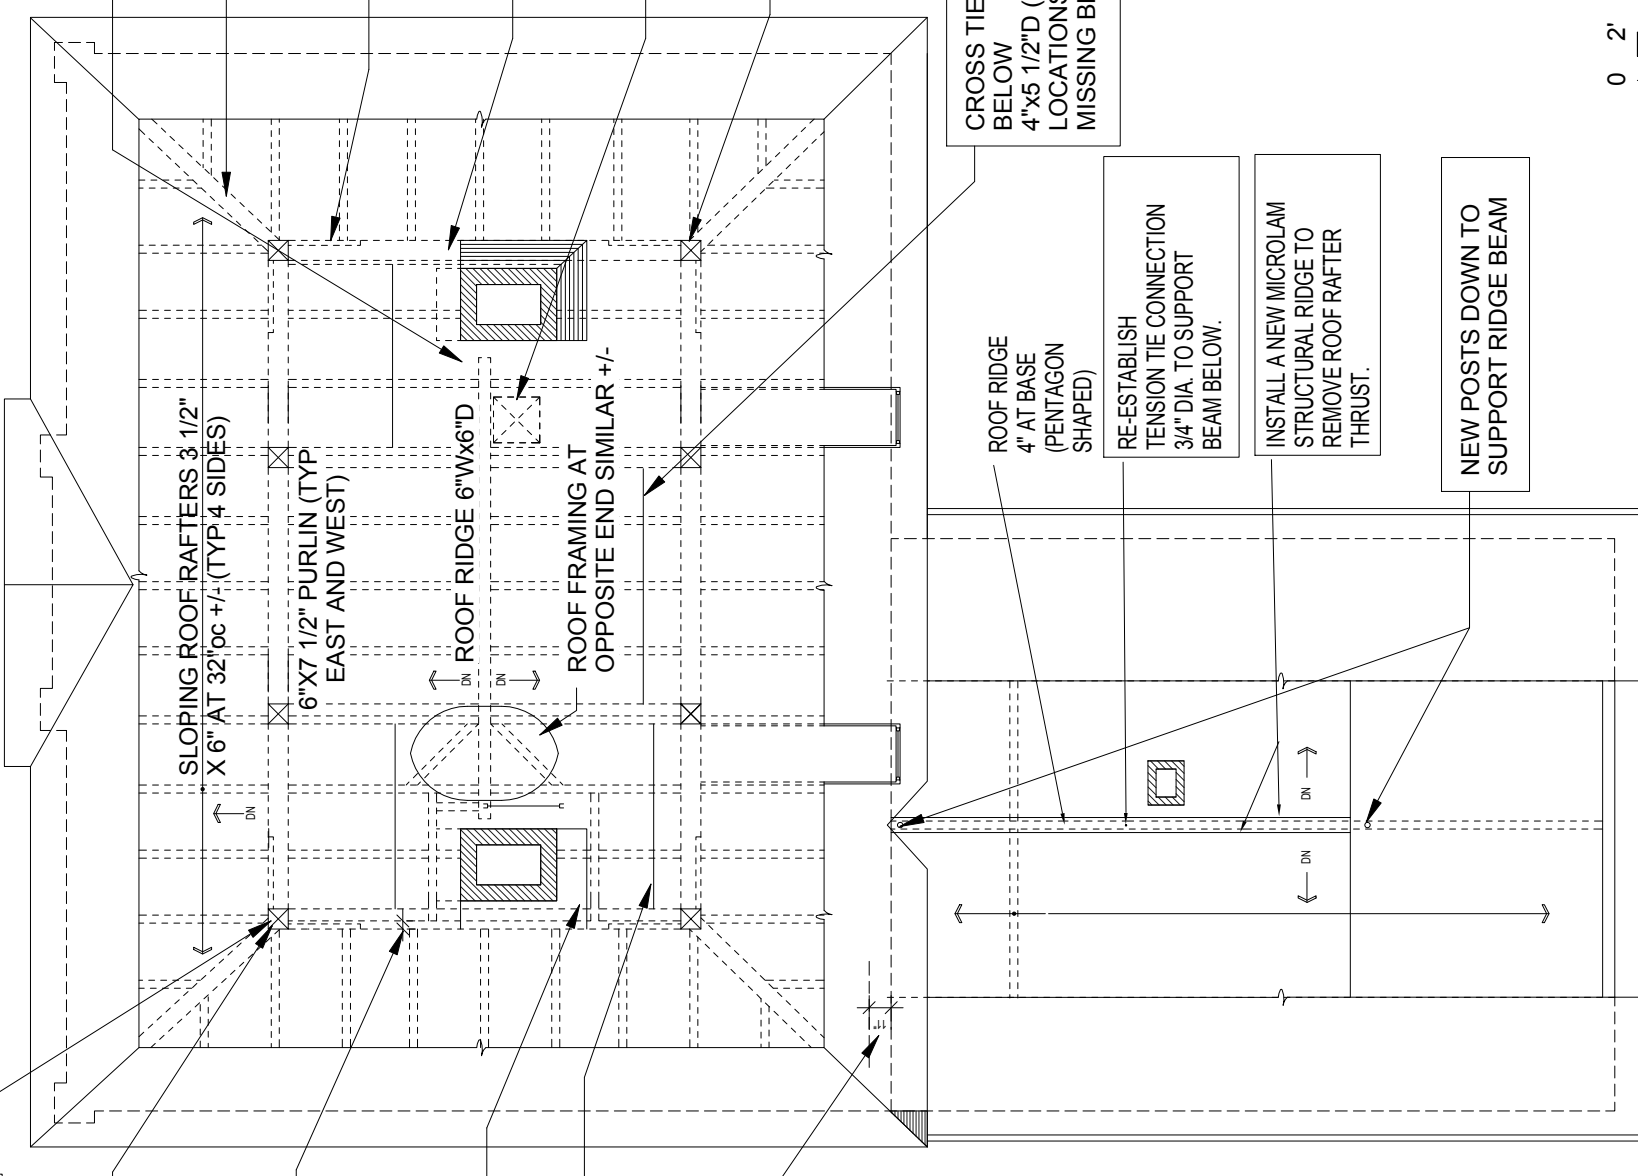 SLOPING ROOF RAFTERS 3 1/2"
X 6" AT 32"oc +/- (TYP 4 SIDES)
6"X7 1/2" PURLIN (TYP
EAST AND WEST)
ROOF RIDGE 6"Wx6"D
ROOF FRAMING AT
OPPOSITE END SIMILAR +/-
DN
DN
DN
CROSS TIE
BELOW
4"x5 1/2"D (
LOCATIONS
MISSING
ROOF RIDGE
4" AT BASE
(PENTAGON
SHAPED)
RE-ESTABLISH
TENSION TIE CONNECTION
3/4" DIA. TO SUPPORT
BEAM BELOW.
INSTALL A NEW MICROLAM
STRUCTURAL RIDGE TO
REMOVE ROOF RAFTER
THRUST.
NEW POSTS DOWN TO
SUPPORT RIDGE BEAM
DN
DN
0 2'